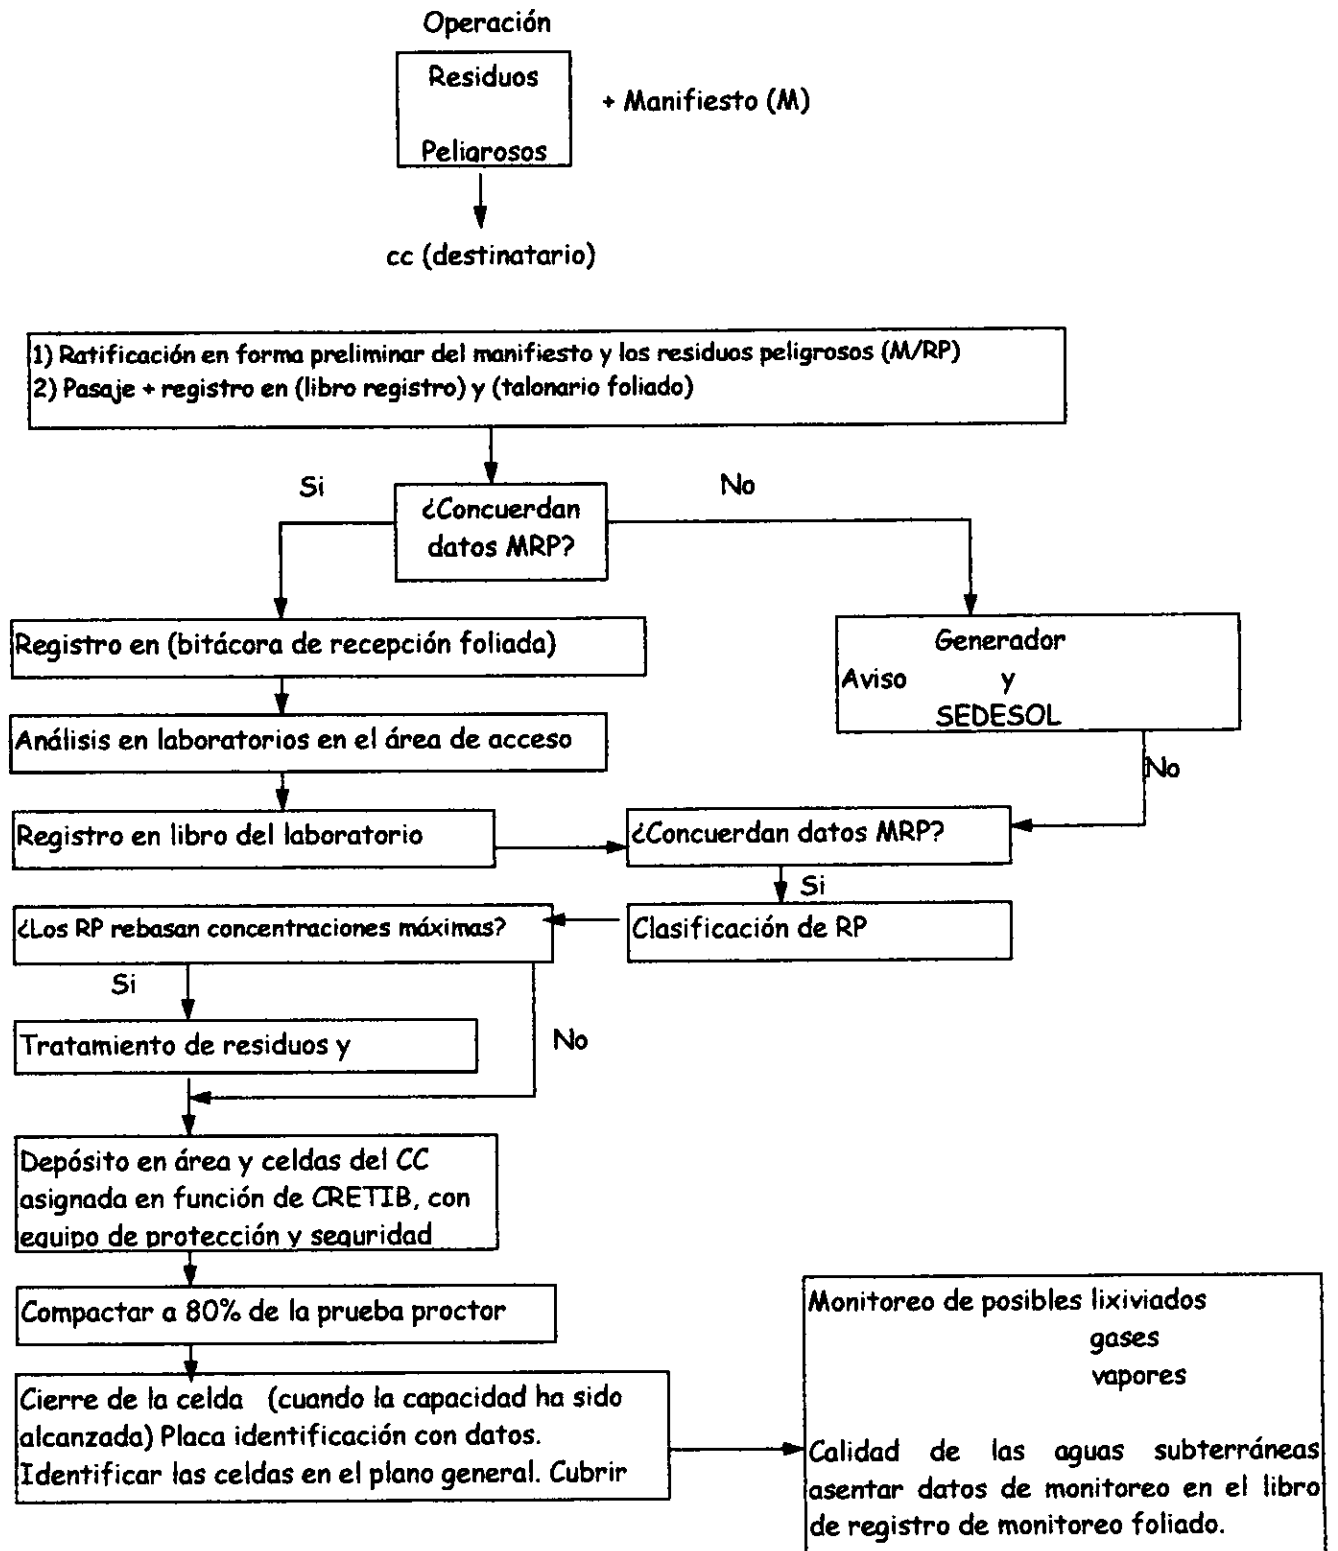 Operación
Residuos
+ Manifiesto (M)
Peligrosos
cc (destinatario)
1) Ratificación en forma preliminar del manifiesto y los residuos peligrosos (M/RP)
2) Pasaje + registro en (libro registro) y (talonario foliado)
Si
No
¿Concuerdan
datos MRP?
Registro en (bitácora de recepción foliada)
Generador
Aviso y
SEDESOL
Análisis en laboratorios en el área de acceso
No
Registro en libro del laboratorio
¿Concuerdan datos MRP?
Si
¿Los RP rebasan concentraciones máximas?
Clasificación de RP
Si
No
Tratamiento de residuos y
Depósito en área y celdas del CC
asignada en función de CRETIB, con
equipo de protección y seguridad
Compactar a 80% de la prueba proctor
Cierre de la celda (cuando la capacidad ha sido
alcanzada) Placa identificación con datos.
Identificar las celdas en el plano general. Cubrir
Monitoreo de posibles lixiviados
gases
vapores
Calidad de las aguas subterráneas
asentar datos de monitoreo en el libro
de registro de monitoreo foliado.